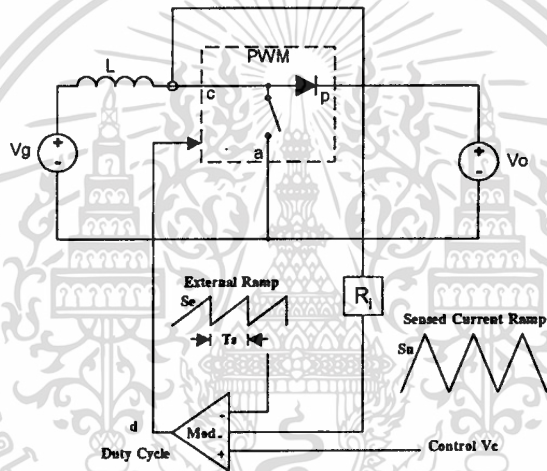 PWM
L
c
p
a
Vg
+
-
Vo
+
-
External Ramp
Se
Ts
Ri
Sensed Current Ramp
Sn
d
Mod
-
-
+
Duty Cycle
Control Vc